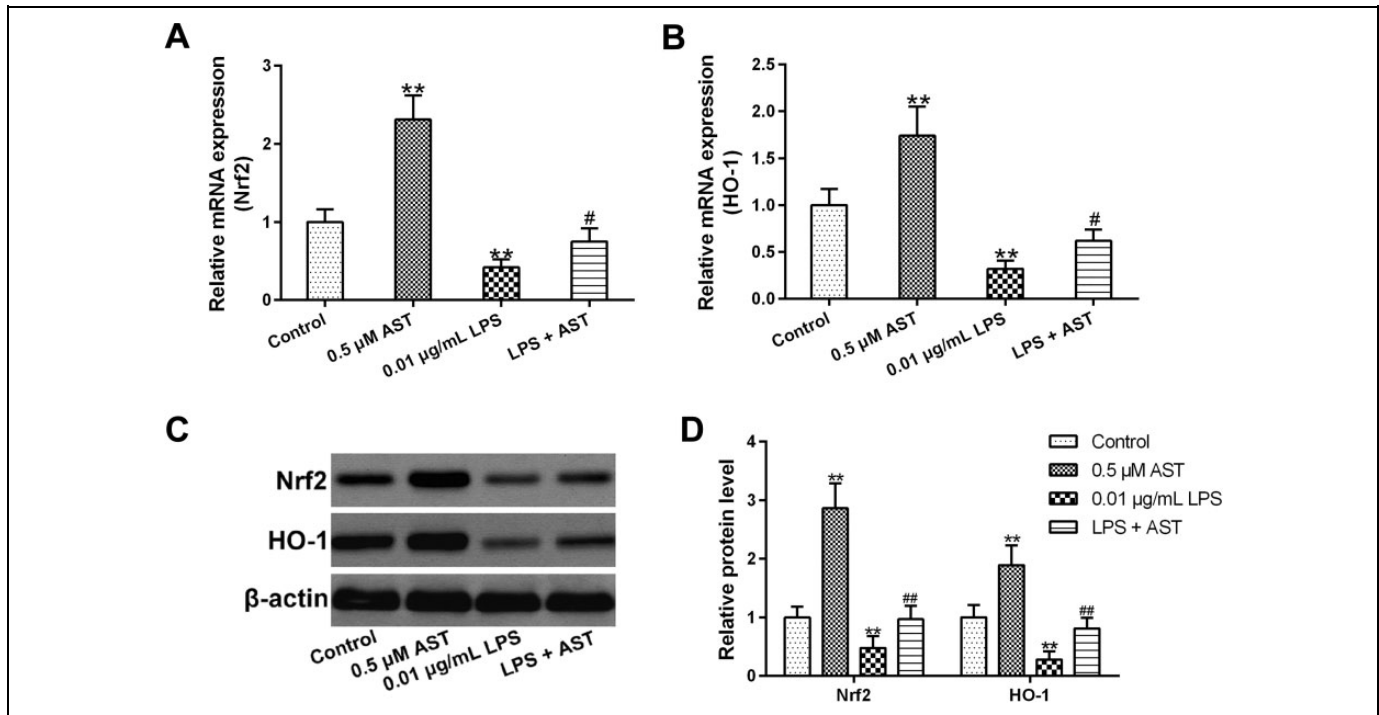 A
Relative mRNA expression
(Nrf2)
3
2
1
0
**
**
#
Control
0.5 μM AST
0.01 μg/mL LPS
LPS + AST
B
Relative mRNA expression
(HO-1)
2.5
2.0
1.5
1.0
0.5
0.0
**
**
#
Control
0.5 μM AST
0.01 μg/mL LPS
LPS + AST
C
Nrf2
HO-1
β-actin
Control
0.5 μM AST
0.01 μg/mL LPS
LPS + AST
D
Relative protein level
4
3
2
1
0
**
**
##
**
**
##
Nrf2
HO-1
Control
0.5 μM AST
0.01 μg/mL LPS
LPS + AST